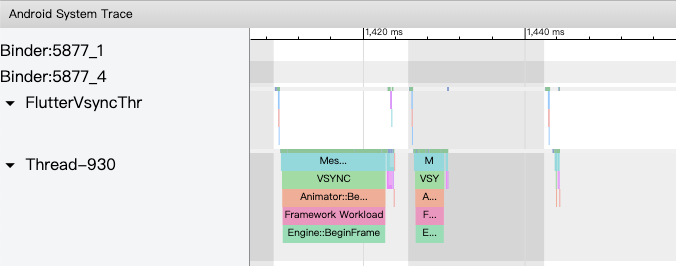 Android System Trace
1,420 ms
1,440 ms
Binder:5877_1
Binder:5877_4
FlutterVsyncThr
Thread-930
Mes...
M
VSYNC
VSY
Animator::Be...
A...
Framework Workload
F...
Engine::BeginFrame
E...